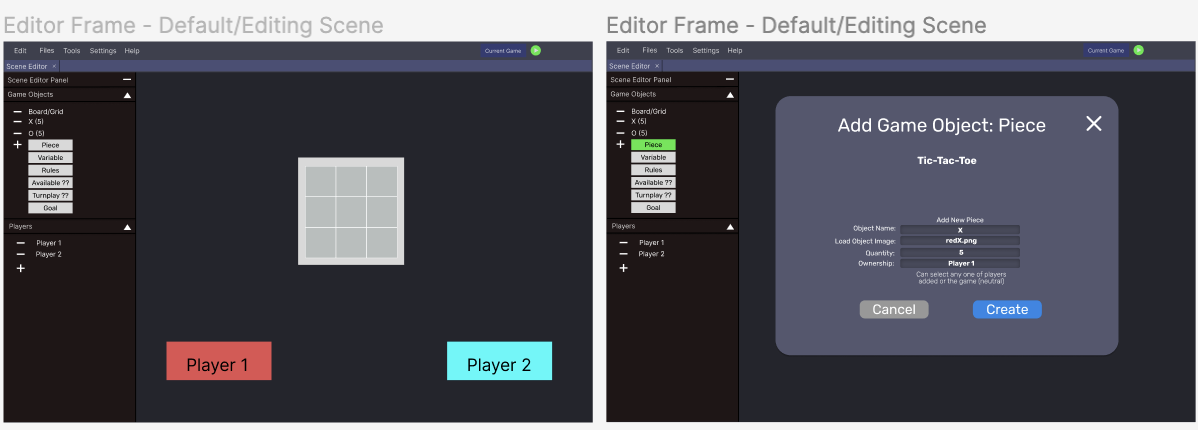 Editor Frame - Default/Editing Scene
Edit Files Tools Settings Help
Current Game
Scene Editor ×
Scene Editor Panel
Game Objects
Board/Grid
X (5)
O (5)
Piece
Variable
Rules
Available ??
Turnplay ??
Goal
Players
Player 1
Player 2
Player 1
Player 2
Editor Frame - Default/Editing Scene
Edit Files Tools Settings Help
Current Game
Scene Editor ×
Scene Editor Panel
Game Objects
Board/Grid
X (5)
O (5)
Piece
Variable
Rules
Available ??
Turnplay ??
Goal
Players
Player 1
Player 2
Add Game Object: Piece
Tic-Tac-Toe
Add New Piece
Object Name: X
Load Object Image: redX.png
Quantity: 5
Ownership: Player 1
Can select any one of players
added or the game (neutral)
Cancel Create